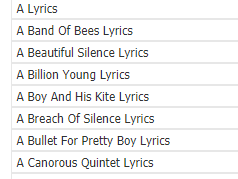 A Lyrics
A Band Of Bees Lyrics
A Beautiful Silence Lyrics
A Billion Young Lyrics
A Boy And His Kite Lyrics
A Breach Of Silence Lyrics
A Bullet For Pretty Boy Lyrics
A Canorous Quintet Lyrics